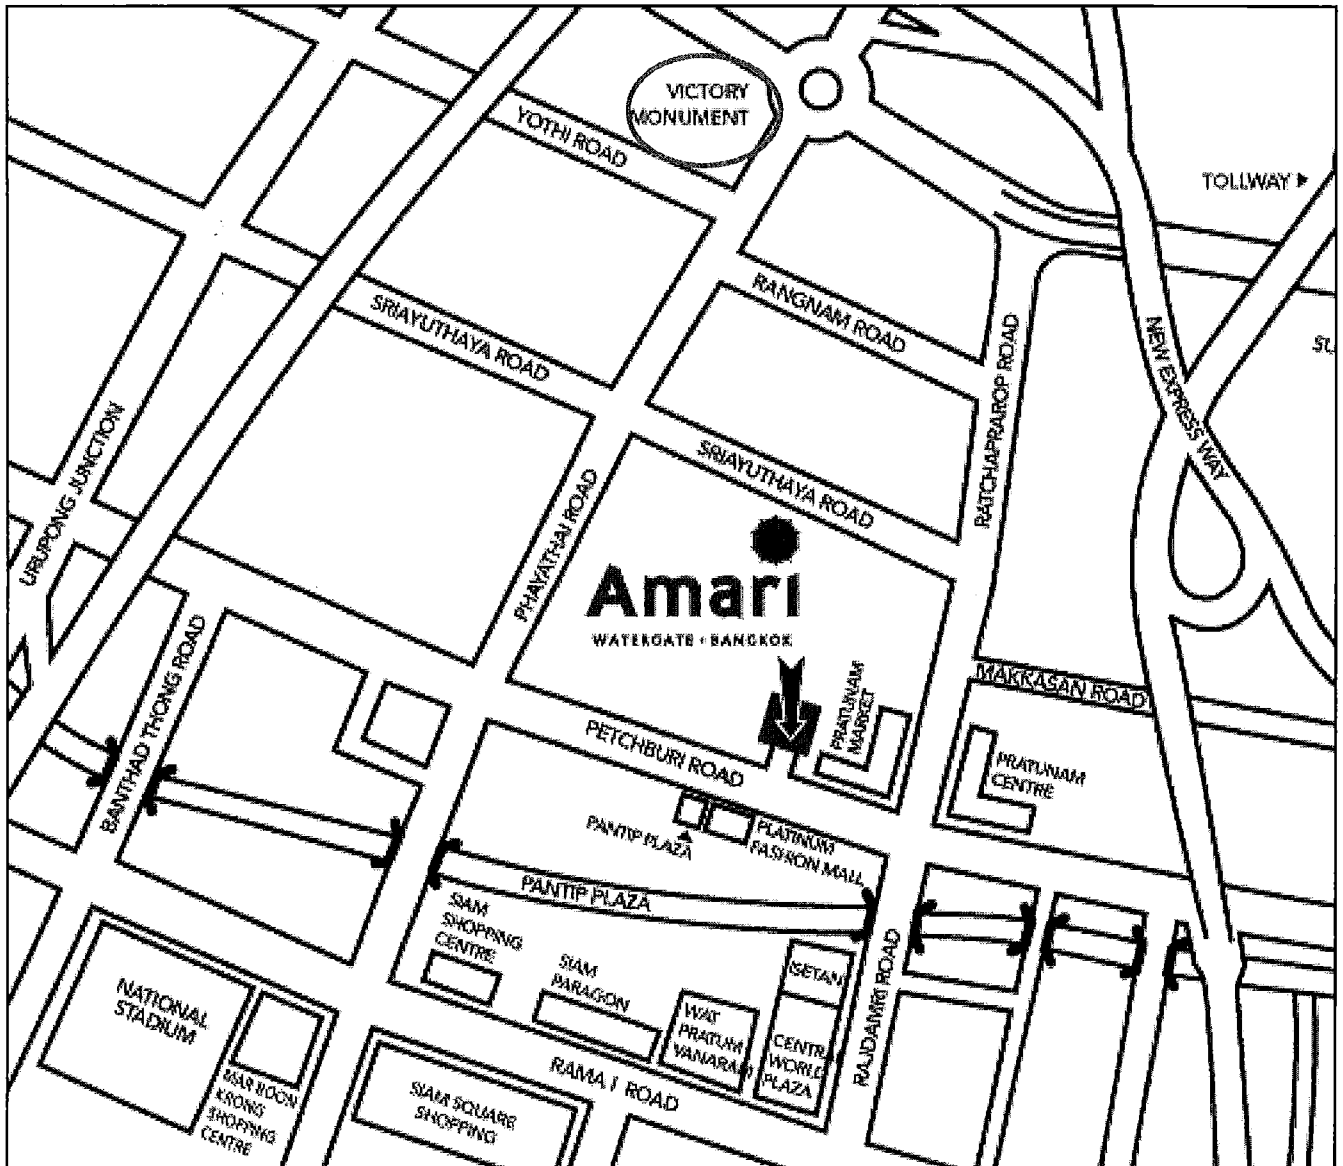 VICTORY
MONUMENT
YOTHI ROAD
TOLLWAY
RANGNAM ROAD
SRIAYUTHAYA ROAD
RATCHAPRAROP ROAD
NEW EXPRESS WAY
SRIAYUTHAYA ROAD
URUPONG JUNCTION
PHAYATHAI ROAD
Amari
WATERGATE • BANGKOK
BANTHAD THONG ROAD
MAKKASAN ROAD
PRATUNAM
MARKET
PETCHBURI ROAD
PRATUNAM
CENTRE
PANTIP PLAZA
PLATINUM
FASHION MALL
PANTIP PLAZA
SIAM
SHOPPING
CENTRE
SIAM
PARAGON
ISETAN
RAJDAMRI ROAD
NATIONAL
STADIUM
WAT
PRATUM
VANARAM
CENTRAL
WORLD
PLAZA
RAMA I ROAD
MAR BOON
KRONG
SHOPPING
CENTRE
SIAM SQUARE
SHOPPING